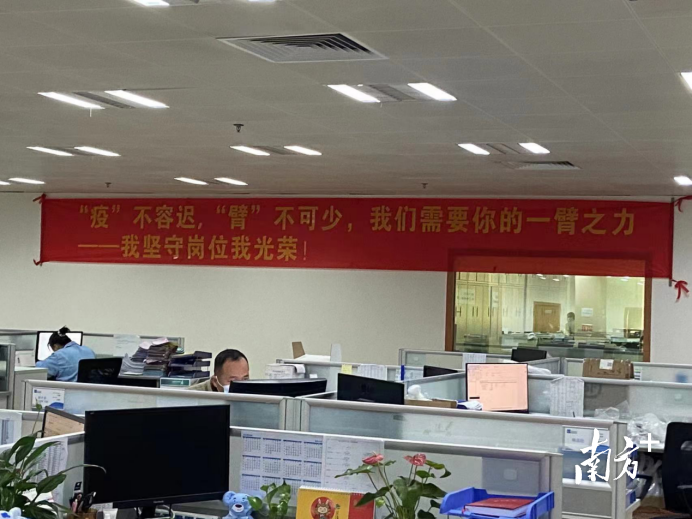 “疫”不容迟，“臂”不可少，我们需要你的一臂之力
——我坚守岗位我光荣！
南方+